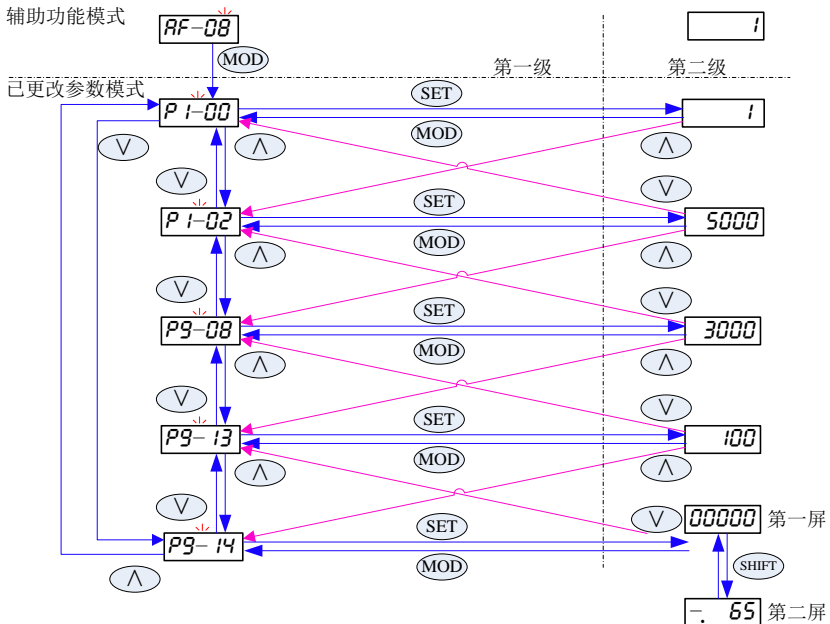 辅助功能模式
AF-08
1
MOD
第一级
第二级
已更改参数模式
P1-00
SET
MOD
1
∨
∧
∧
∨
∨
P1-02
SET
MOD
5000
∧
∧
∨
∨
P9-08
SET
MOD
3000
∧
∧
∨
∨
P9-13
SET
MOD
100
∧
∧
∨
∨
P9-14
SET
MOD
00000
第一屏
∧
SHIFT
-. 65
第二屏